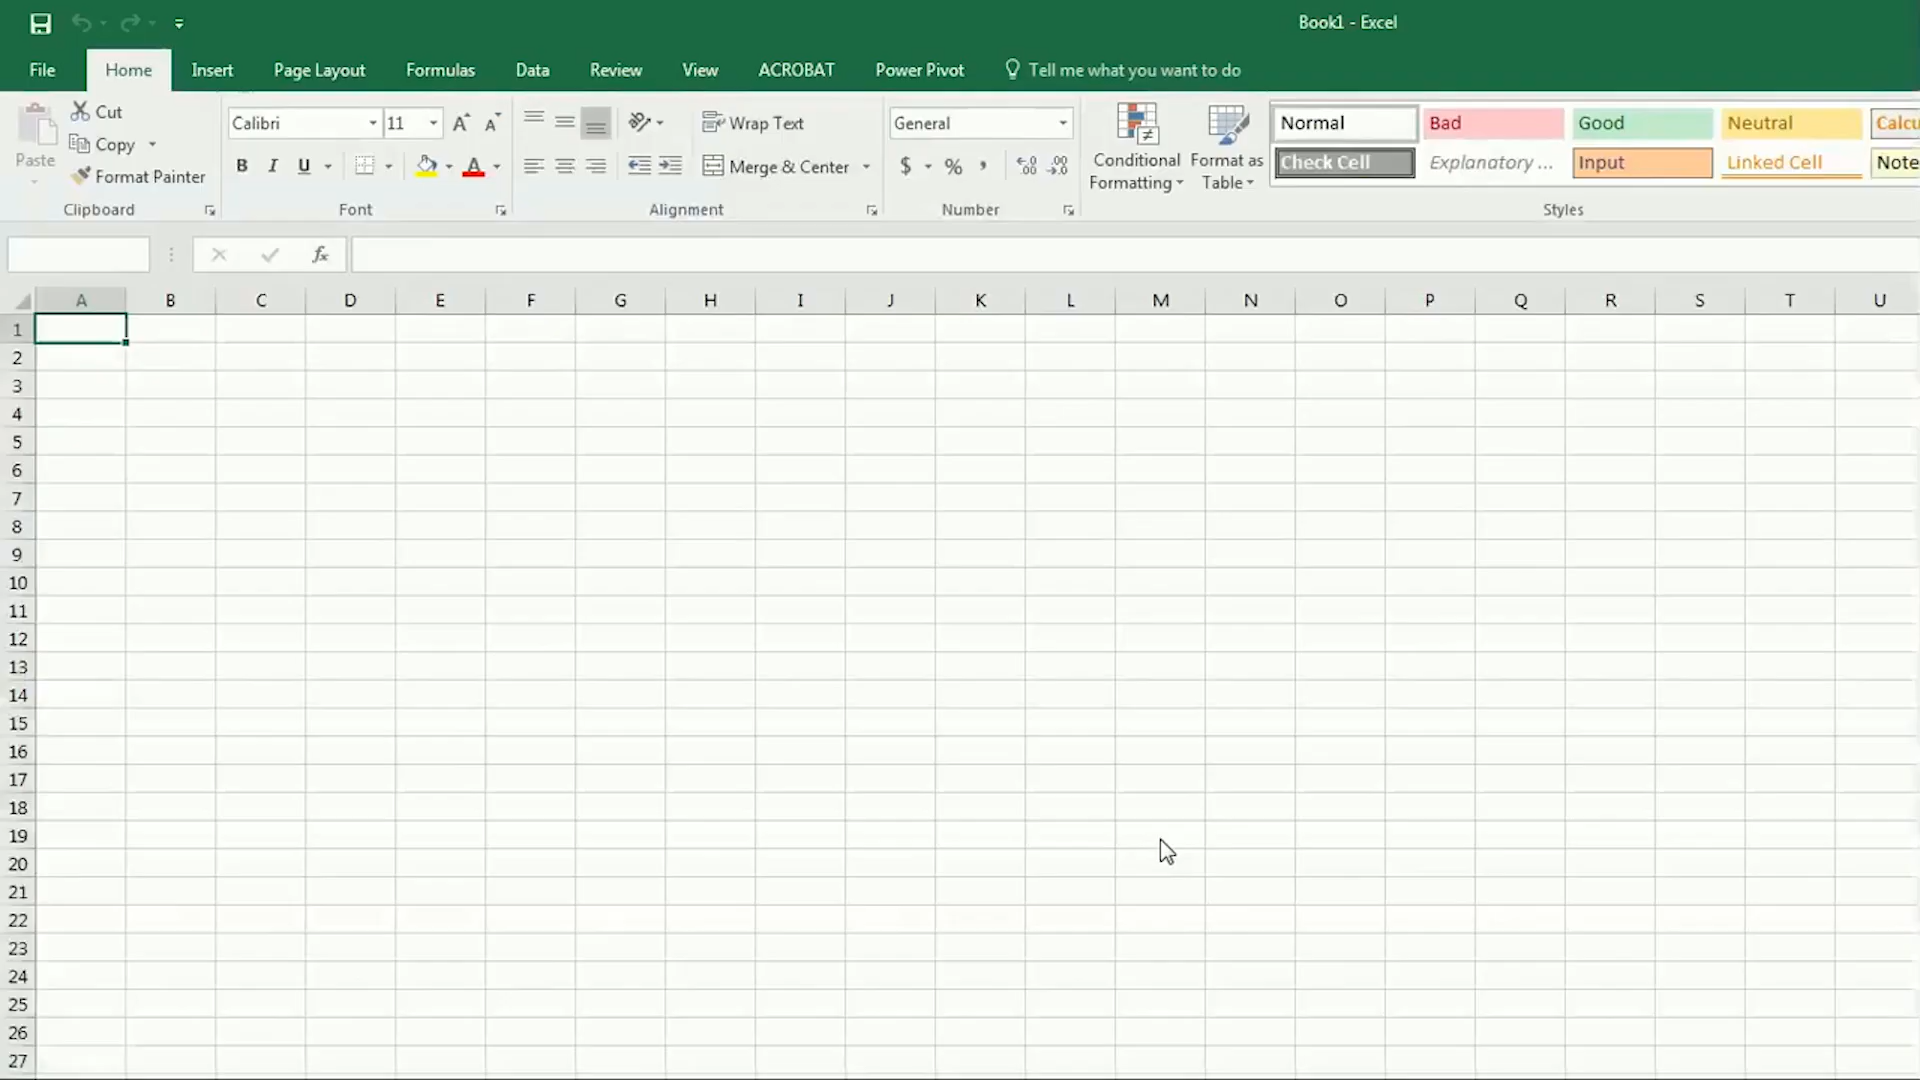 Book1 - Excel
File Home Insert Page Layout Formulas Data Review View ACROBAT Power Pivot Tell me what you want to do
Paste
Cut
Copy
Format Painter
Clipboard
Calibri 11
B I U A
Font
Wrap Text
Merge & Center
Alignment
General
$ % ,
Number
Conditional Formatting
Format as Table
Normal Bad Good Neutral Calcu
Check Cell Explanatory ... Input Linked Cell Note
Styles
fx
A B C D E F G H I J K L M N O P Q R S T U
1
2
3
4
5
6
7
8
9
10
11
12
13
14
15
16
17
18
19
20
21
22
23
24
25
26
27